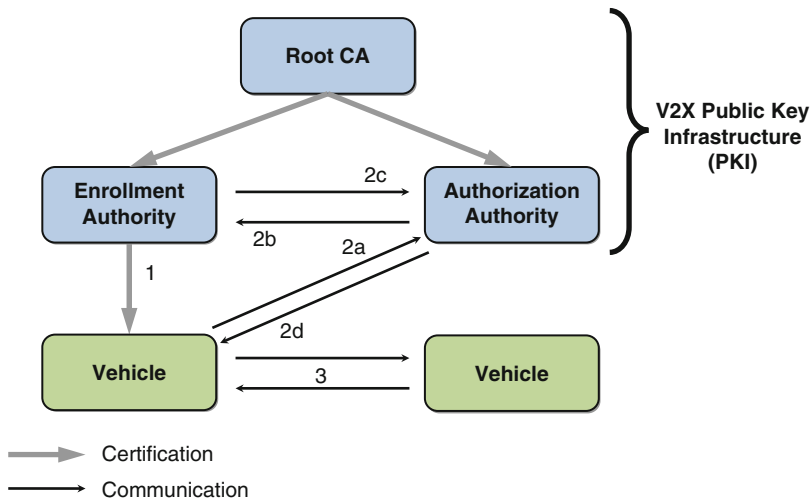 Root CA
V2X Public Key
Infrastructure
(PKI)
Enrollment
Authority
2c
Authorization
Authority
2b
2a
1
2d
Vehicle
3
Vehicle
Certification
Communication